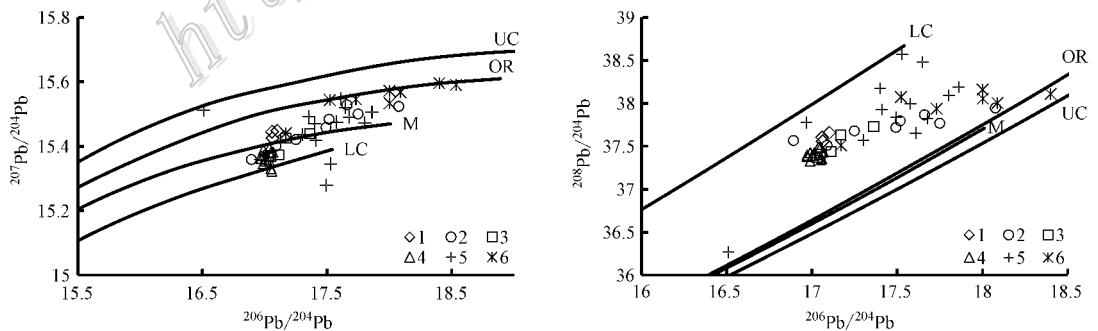 15.8
15.6
15.4
15.2
15
²⁰⁷Pb/²⁰⁴Pb
UC
OR
M
LC
◇1 ○2 □3
△4 +5 ✳6
15.5 16.5 17.5 18.5
²⁰⁶Pb/²⁰⁴Pb
39
38.5
38
37.5
37
36.5
36
²⁰⁸Pb/²⁰⁴Pb
LC
OR
UC
M
◇1 ○2 □3
△4 +5 ✳6
16 16.5 17 17.5 18 18.5
²⁰⁶Pb/²⁰⁴Pb